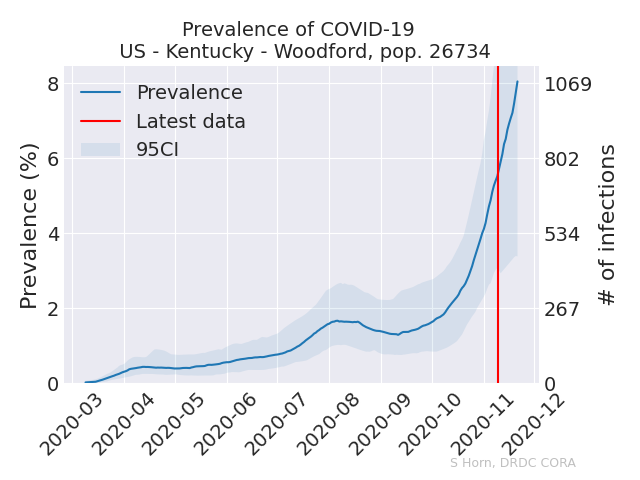 Prevalence of COVID-19
US - Kentucky - Woodford, pop. 26734
Prevalence
Latest data
95CI
Prevalence (%)
8
6
4
2
0
# of infections
1069
802
534
267
0
2020-03
2020-04
2020-05
2020-06
2020-07
2020-08
2020-09
2020-10
2020-11
2020-12
S Horn, DRDC CORA